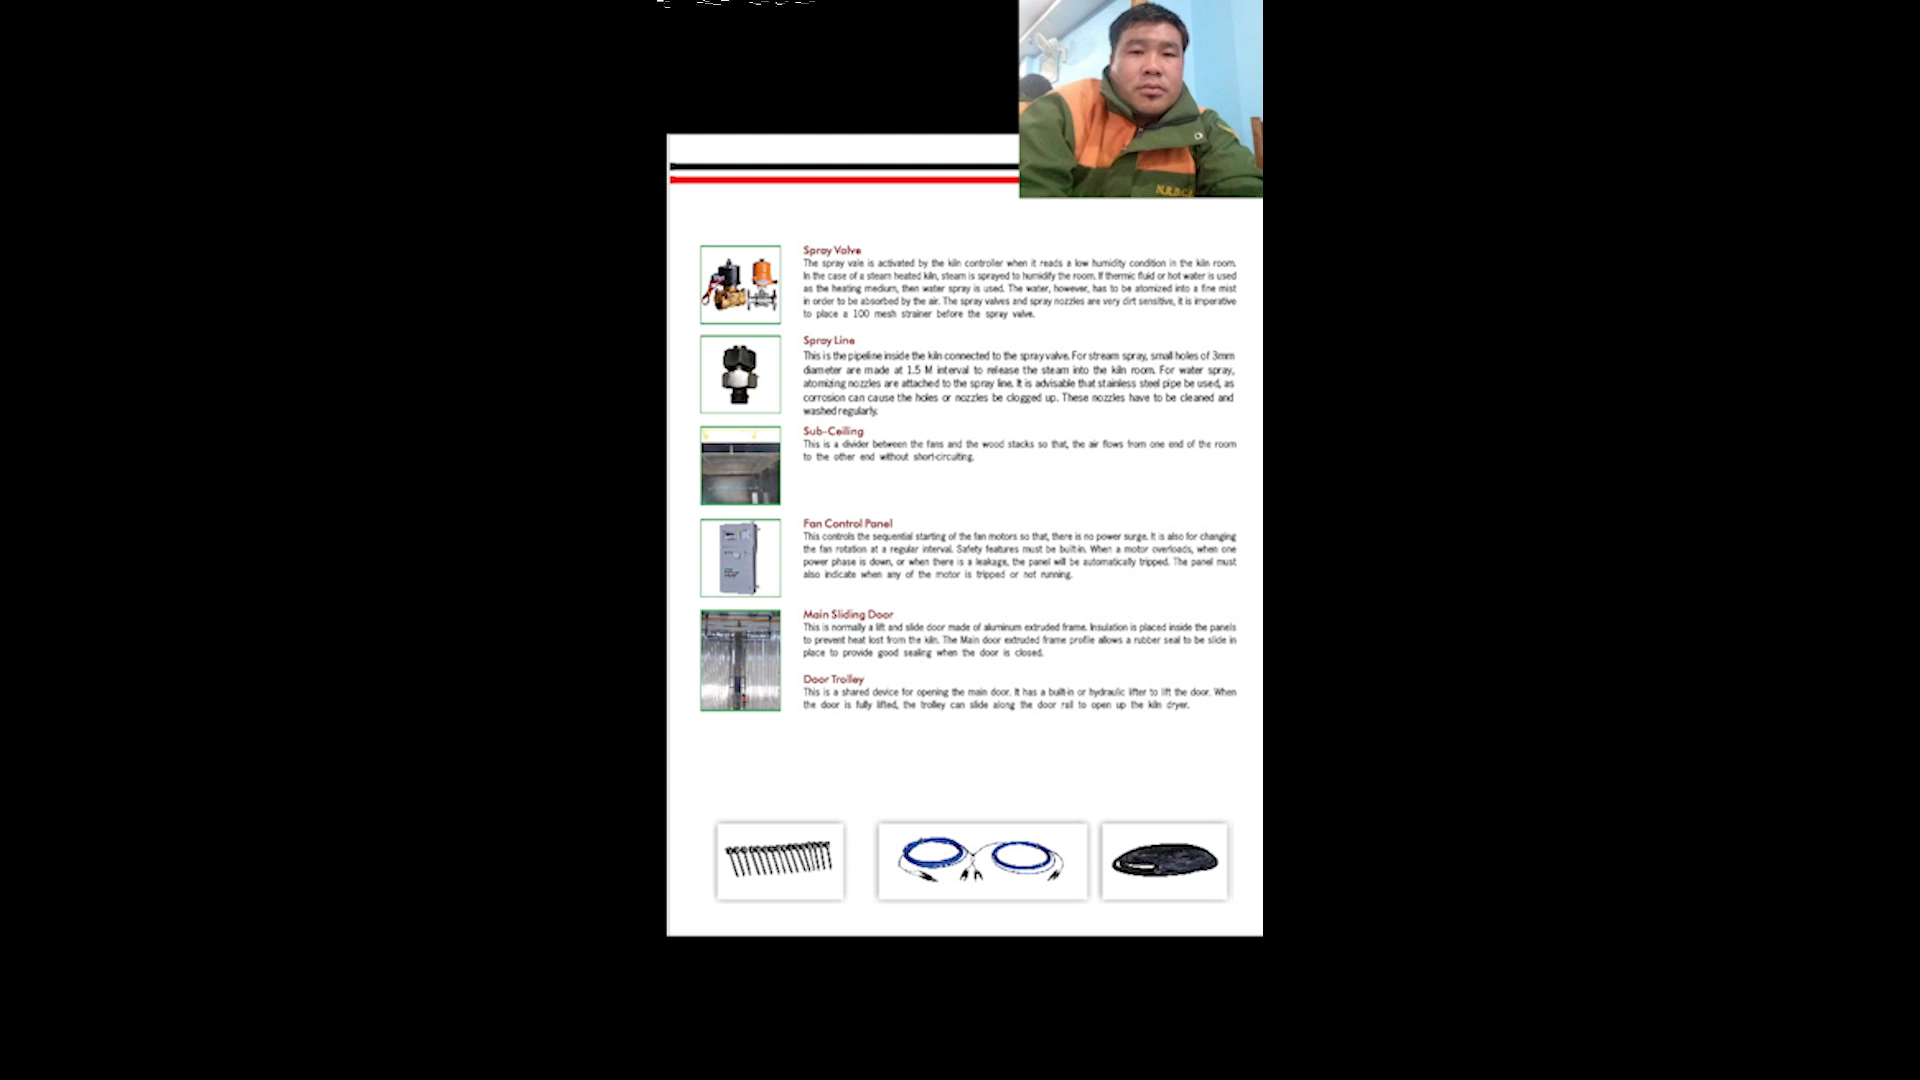 N.R.D.C.L
Spray Valve
The spray vale is activated by the kiln controller when it reads a low humidity condition in the kiln room.
In the case of a steam heated kiln, steam is sprayed to humidify the room. If thermic fluid or hot water is used
as the heating medium, then water spray is used. The water, however, has to be atomized into a fine mist
in order to be absorbed by the air. The spray valves and spray nozzles are very dirt sensitive, it is imperative
to place a 100 mesh strainer before the spray valve.
Spray Line
This is the pipeline inside the kiln connected to the spray valve. For stream spray, small holes of 3mm
diameter are made at 1.5 M interval to release the steam into the kiln room. For water spray,
atomizing nozzles are attached to the spray line. It is advisable that stainless steel pipe be used, as
corrosion can cause the holes or nozzles be clogged up. These nozzles have to be cleaned and
washed regularly.
Sub-Ceiling
This is a divider between the fans and the wood stacks so that, the air flows from one end of the room
to the other end without short-circuiting.
Fan Control Panel
This controls the sequential starting of the fan motors so that, there is no power surge. It is also for changing
the fan rotation at a regular interval. Safety features must be built-in. When a motor overloads, when one
power phase is down, or when there is a leakage, the panel will be automatically tripped. The panel must
also indicate when any of the motor is tripped or not running.
Main Sliding Door
This is normally a lift and slide door made of aluminum extruded frame. Insulation is placed inside the panels
to prevent heat lost from the kiln. The Main door extruded frame profile allows a rubber seal to be slide in
place to provide good sealing when the door is closed.
Door Trolley
This is a shared device for opening the main door. It has a built-in or hydraulic lifter to lift the door. When
the door is fully lifted, the trolley can slide along the door rail to open up the kiln dryer.